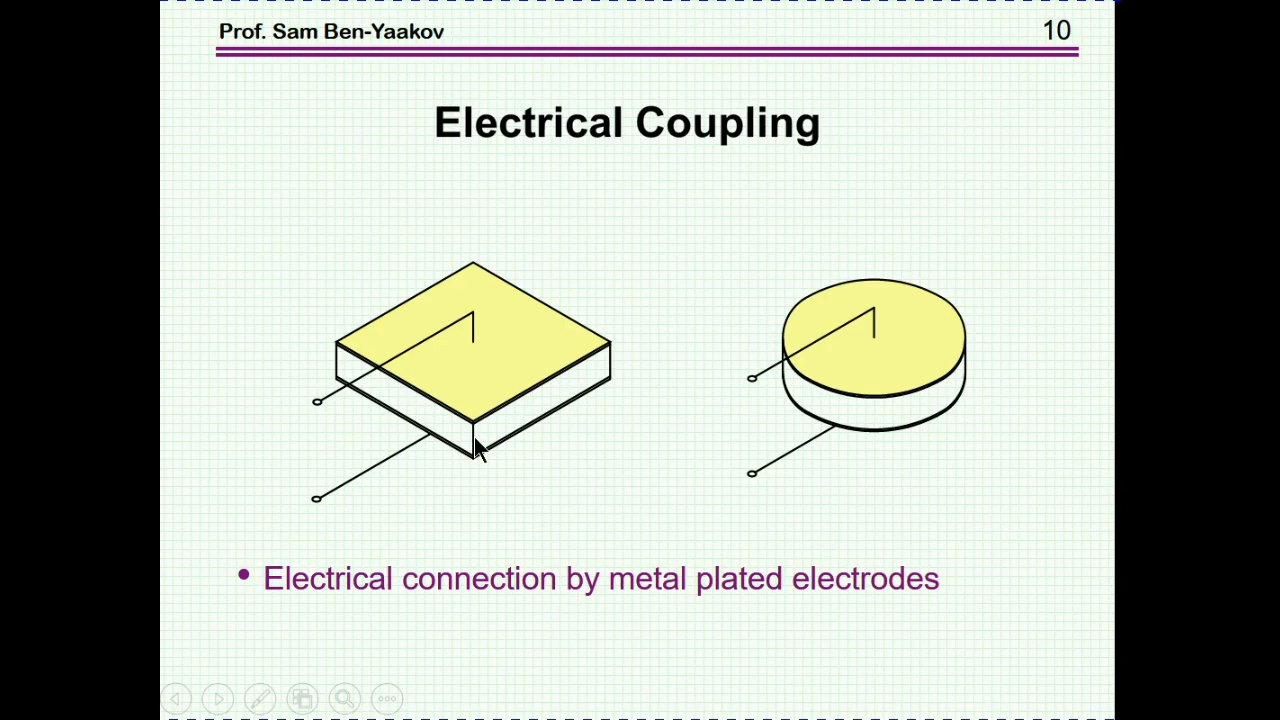 Prof. Sam Ben-Yaakov 10
Electrical Coupling
• Electrical connection by metal plated electrodes